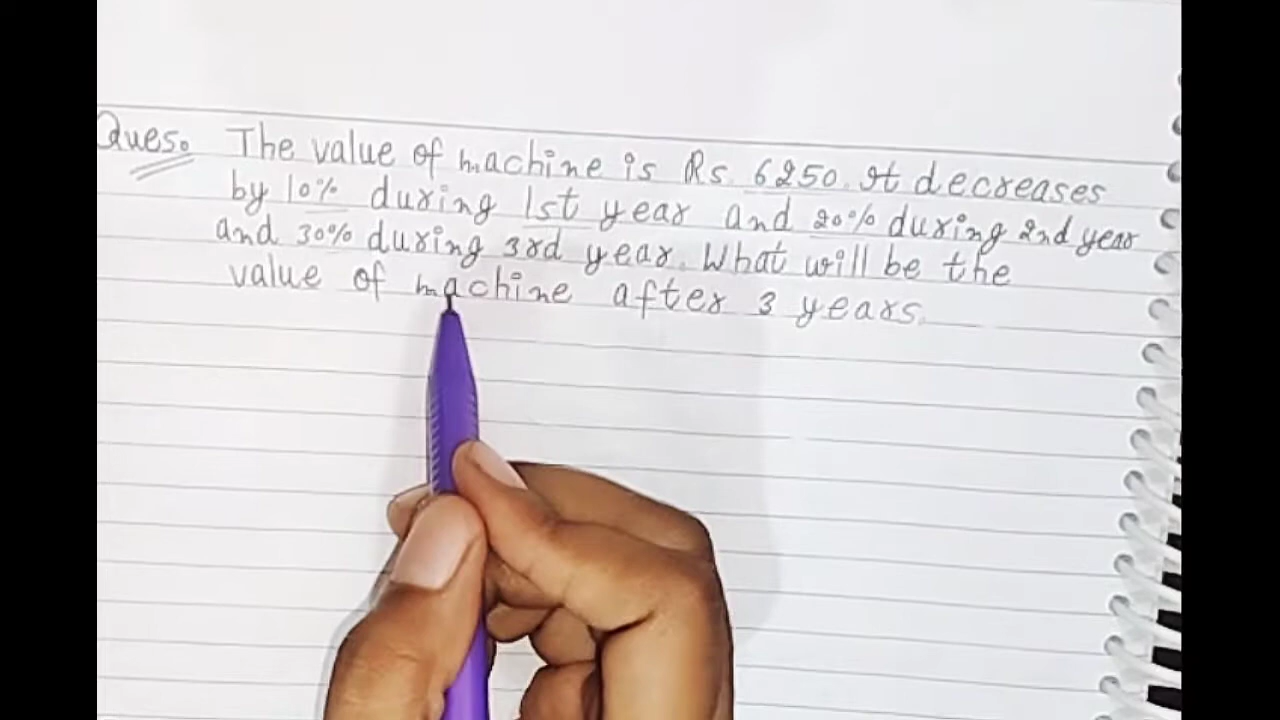 Ques. The value of machine is Rs. 6250. It decreases
by 10% during 1st year and 20% during 2nd year
and 30% during 3rd year. What will be the
value of machine after 3 years.